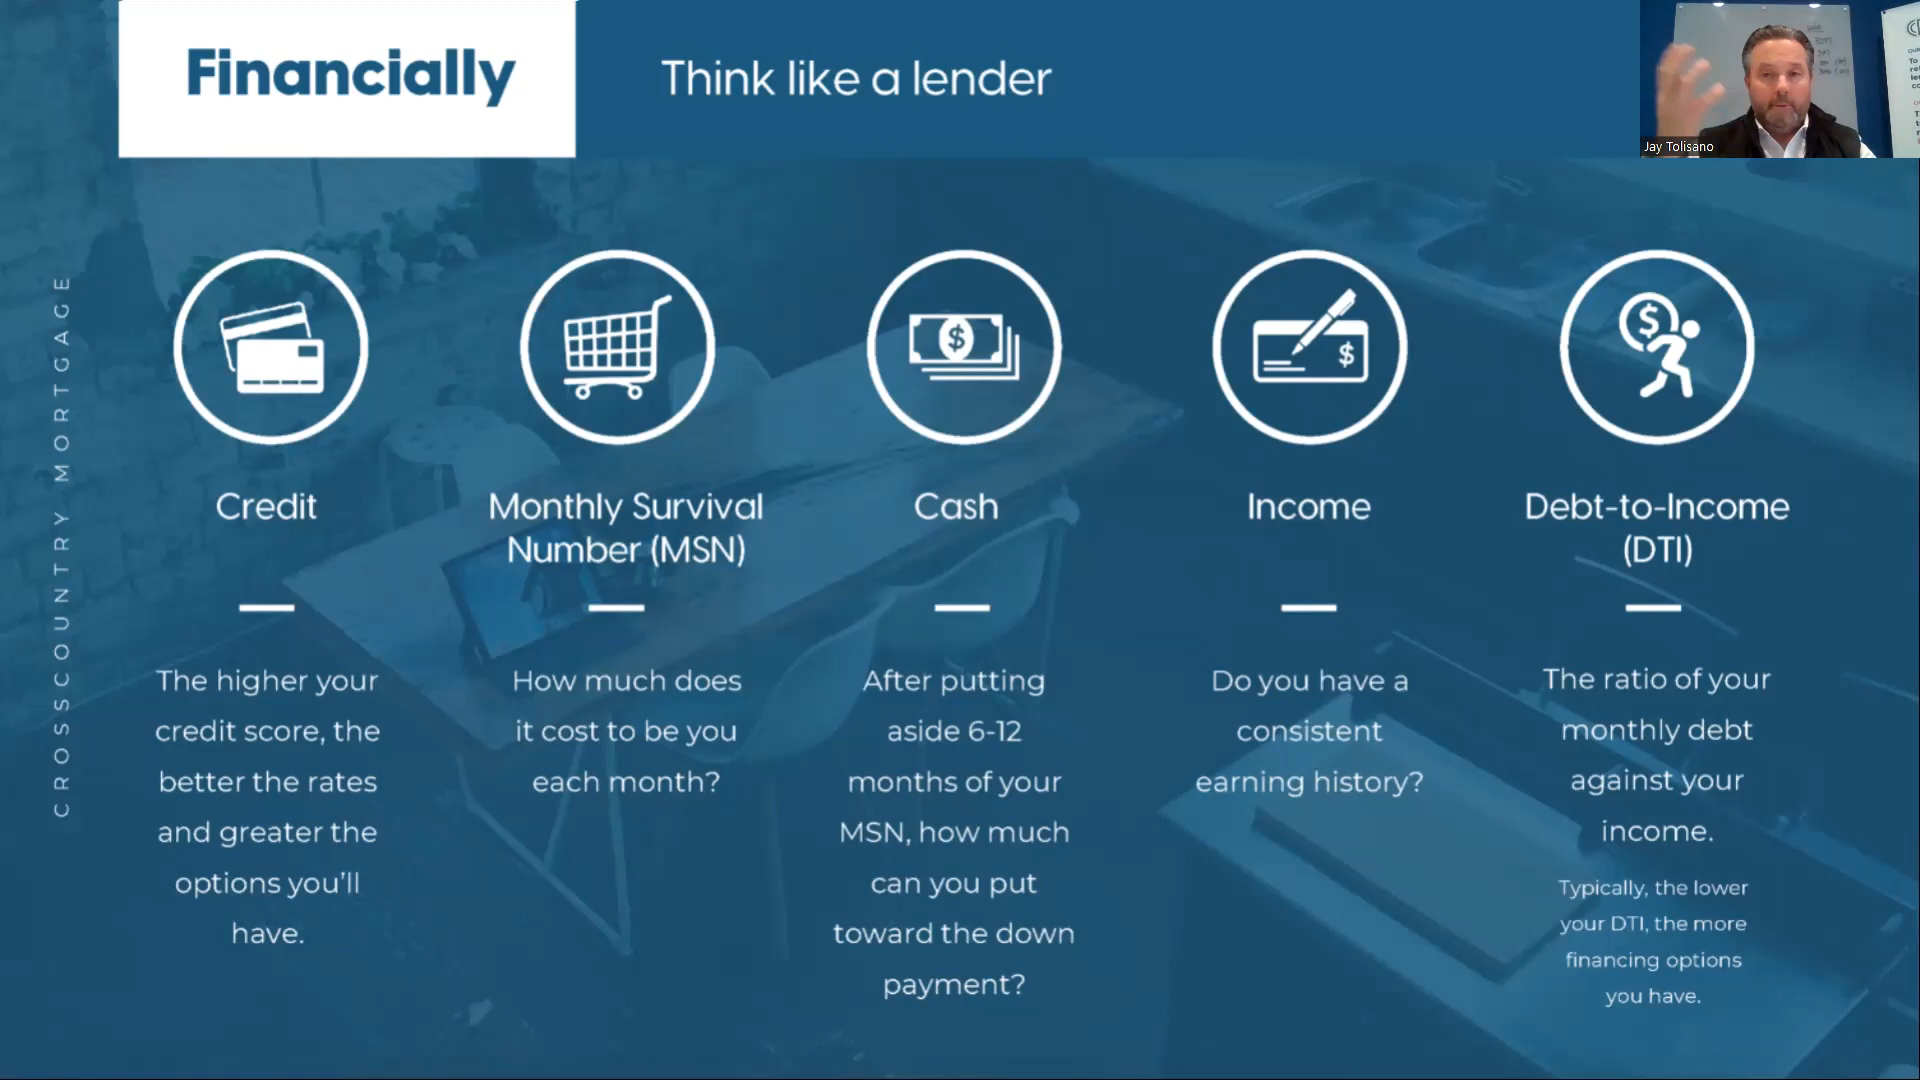 Financially
Think like a lender
Jay Tolisano
CROSSCOUNTRY MORTGAGE
Credit
The higher your
credit score, the
better the rates
and greater the
options you'll
have.
Monthly Survival
Number (MSN)
How much does
it cost to be you
each month?
$
Cash
After putting
aside 6-12
months of your
MSN, how much
can you put
toward the down
payment?
$
Income
Do you have a
consistent
earning history?
$
Debt-to-Income
(DTI)
The ratio of your
monthly debt
against your
income.
Typically, the lower
your DTI, the more
financing options
you have.